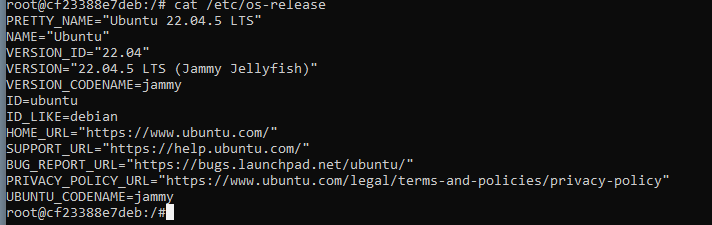 root@cf23388e7deb:/# cat /etc/os-release
PRETTY_NAME="Ubuntu 22.04.5 LTS"
NAME="Ubuntu"
VERSION_ID="22.04"
VERSION="22.04.5 LTS (Jammy Jellyfish)"
VERSION_CODENAME=jammy
ID=ubuntu
ID_LIKE=debian
HOME_URL="https://www.ubuntu.com/"
SUPPORT_URL="https://help.ubuntu.com/"
BUG_REPORT_URL="https://bugs.launchpad.net/ubuntu/"
PRIVACY_POLICY_URL="https://www.ubuntu.com/legal/terms-and-policies/privacy-policy"
UBUNTU_CODENAME=jammy
root@cf23388e7deb:/#